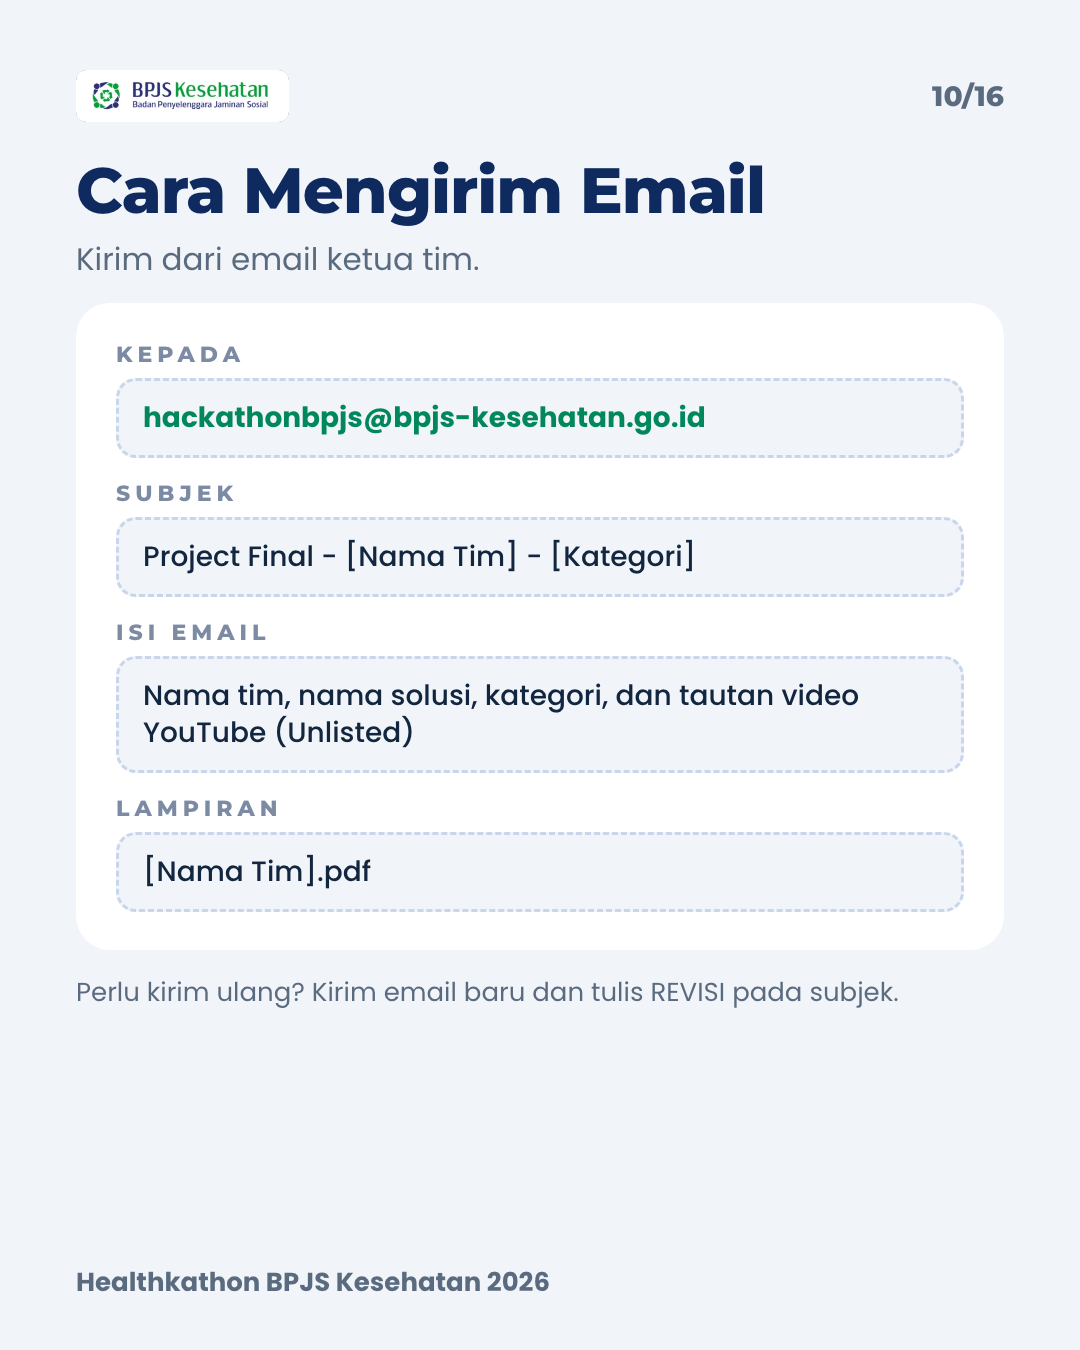 BPJS Kesehatan
Badan Penyelenggara Jaminan Sosial
10/16
Cara Mengirim Email
Kirim dari email ketua tim.
KEPADA
hackathonbpjs@bpjs-kesehatan.go.id
SUBJEK
Project Final - [Nama Tim] - [Kategori]
ISI EMAIL
Nama tim, nama solusi, kategori, dan tautan video
YouTube (Unlisted)
LAMPIRAN
[Nama Tim].pdf
Perlu kirim ulang? Kirim email baru dan tulis REVISI pada subjek.
Healthkathon BPJS Kesehatan 2026